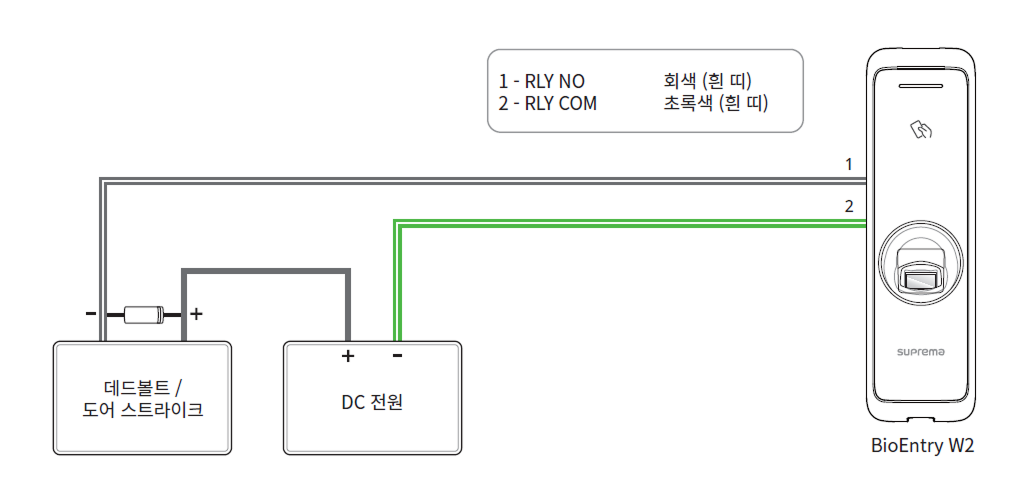 1 - RLY NO 회색 (흰 띠)
2 - RLY COM 초록색 (흰 띠)
1
2
- +
+ -
데드볼트 /
도어 스트라이크
DC 전원
suprema
BioEntry W2